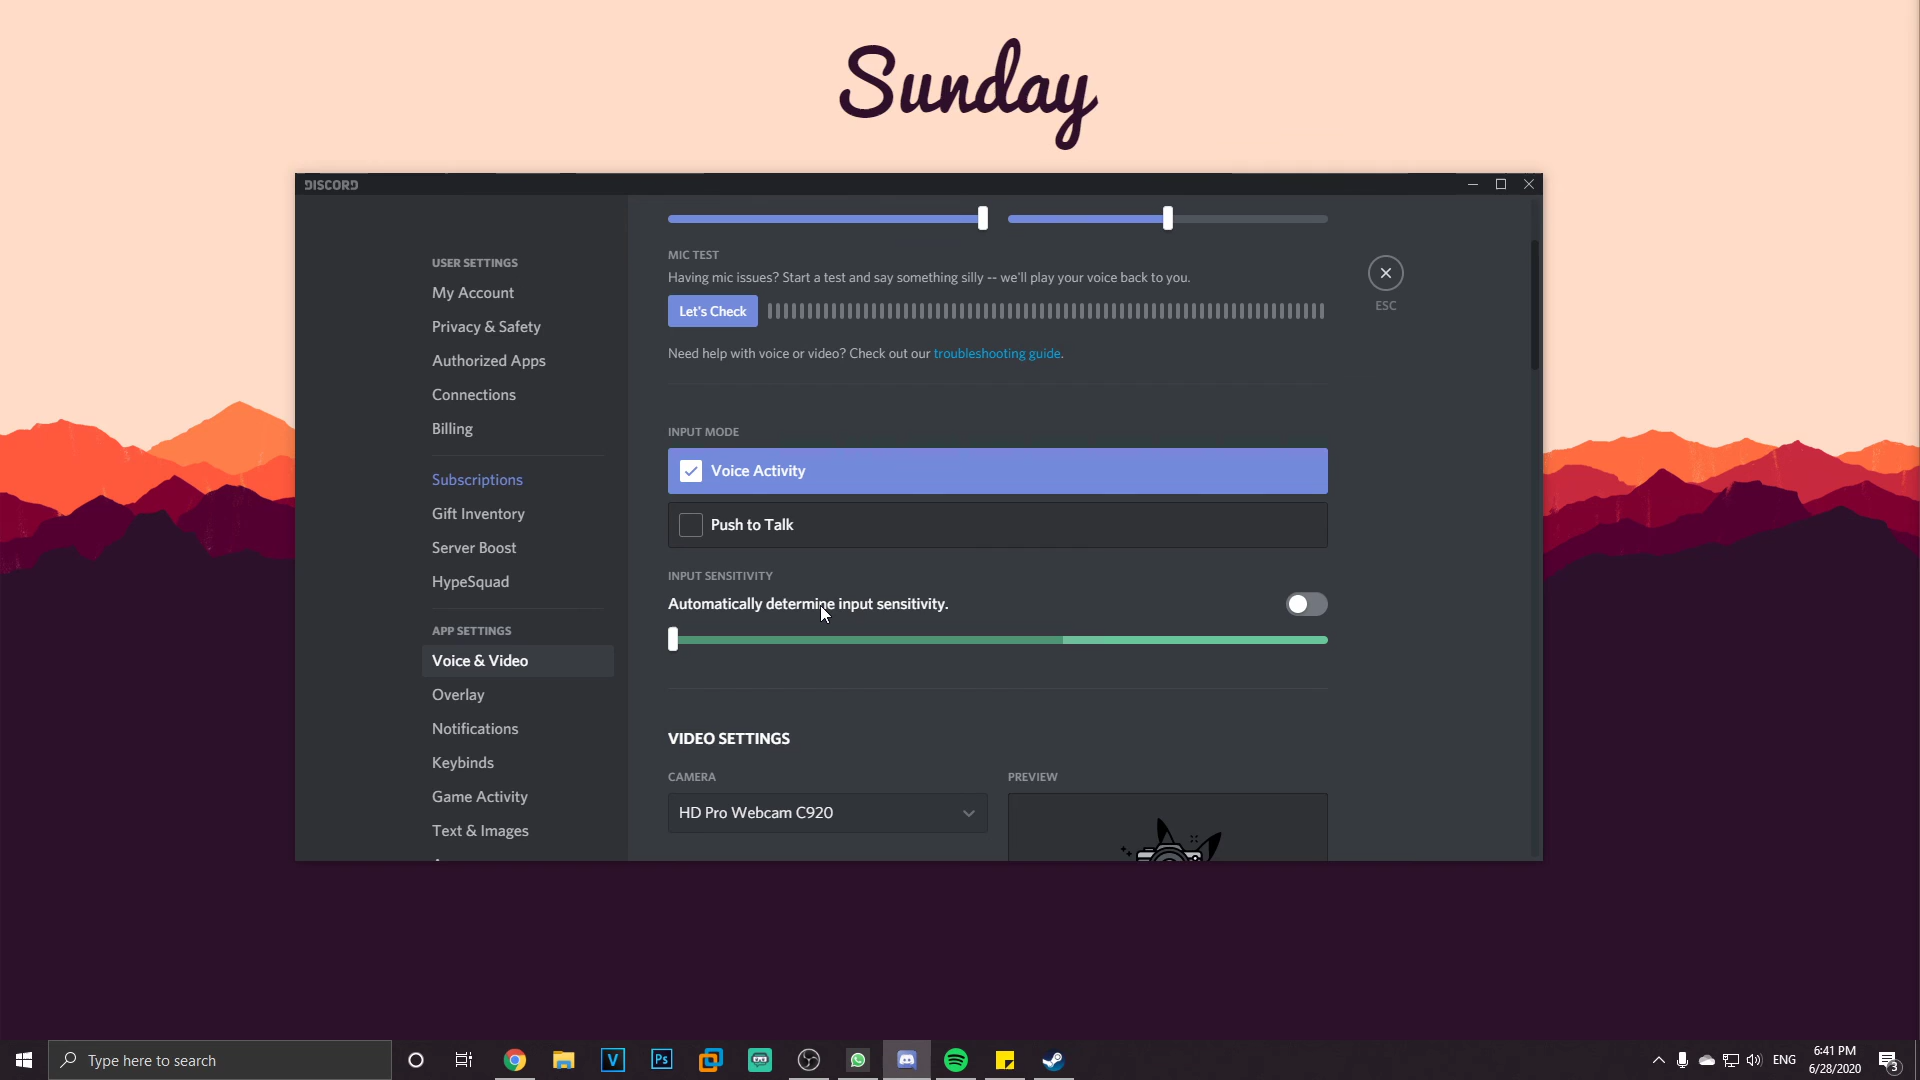 Sunday
DISCORD
USER SETTINGS
My Account
Privacy & Safety
Authorized Apps
Connections
Billing
Subscriptions
Gift Inventory
Server Boost
HypeSquad
APP SETTINGS
Voice & Video
Overlay
Notifications
Keybinds
Game Activity
Text & Images
MIC TEST
Having mic issues? Start a test and say something silly -- we'll play your voice back to you.
Let's Check
Need help with voice or video? Check out our troubleshooting guide.
INPUT MODE
Voice Activity
Push to Talk
INPUT SENSITIVITY
Automatically determine input sensitivity.
VIDEO SETTINGS
CAMERA
HD Pro Webcam C920
PREVIEW
ESC
Type here to search
V
Ps
ENG
6:41 PM
6/28/2020
3